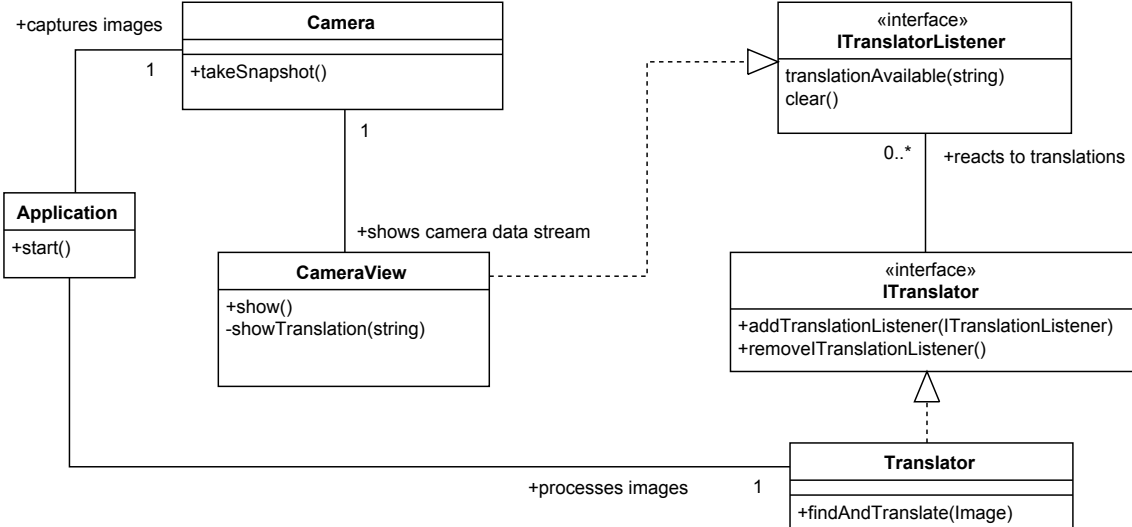 +captures images
1
Camera
+takeSnapshot()
1
«interface»
ITranslatorListener
translationAvailable(string)
clear()
0..*
+reacts to translations
Application
+start()
+shows camera data stream
CameraView
+show()
-showTranslation(string)
«interface»
ITranslator
+addTranslationListener(ITranslationListener)
+removeITranslationListener()
Translator
+findAndTranslate(Image)
+processes images
1